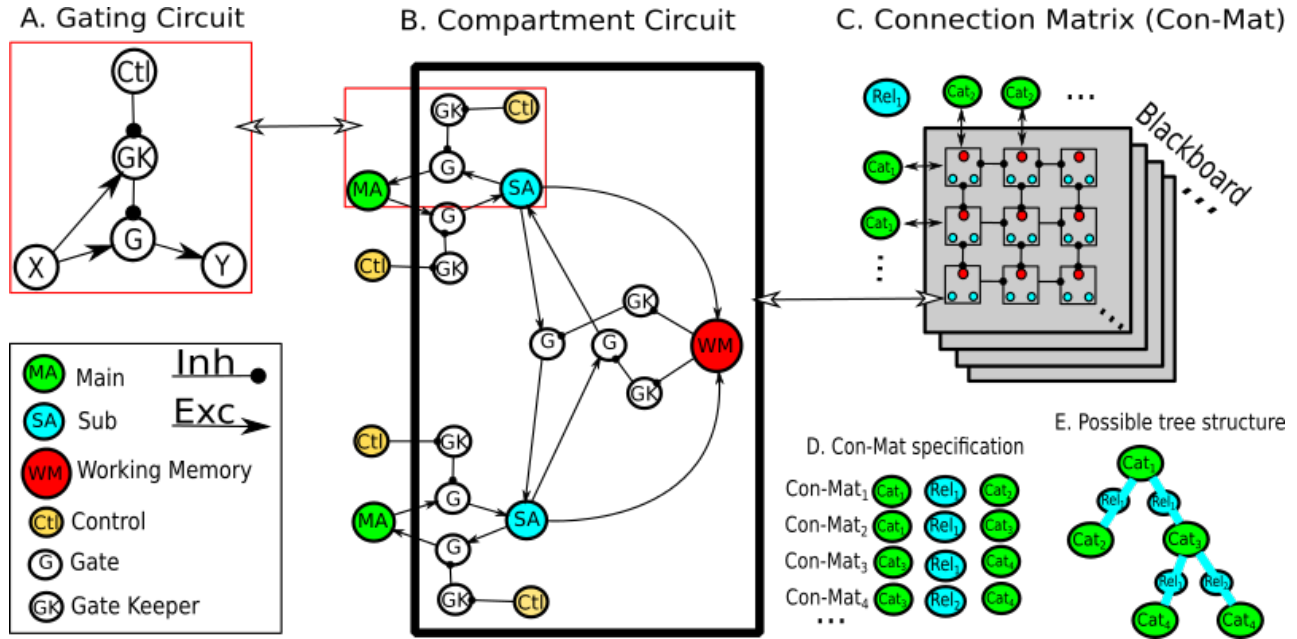 A. Gating Circuit
Ctl
GK
G
X
Y
MA Main
Inh
SA Sub
Exc
WM Working Memory
Ctl Control
G Gate
GK Gate Keeper
B. Compartment Circuit
GK
Ctl
G
MA
SA
G
Ctl
GK
GK
G
G
WM
GK
Ctl
GK
G
MA
SA
G
GK
Ctl
C. Connection Matrix (Con-Mat)
Rel₁
Cat₂
Cat₂
...
Blackboard
Cat₁
Cat₁
...
...
...
D. Con-Mat specification
Con-Mat₁ Cat₁ Rel₁ Cat₂
Con-Mat₂ Cat₁ Rel₁ Cat₃
Con-Mat₃ Cat₃ Rel₁ Cat₄
Con-Mat₄ Cat₃ Rel₂ Cat₄
...
E. Possible tree structure
Cat₁
Rel₁ Rel₁
Cat₂ Cat₃
Rel₁ Rel₂
Cat₄ Cat₄